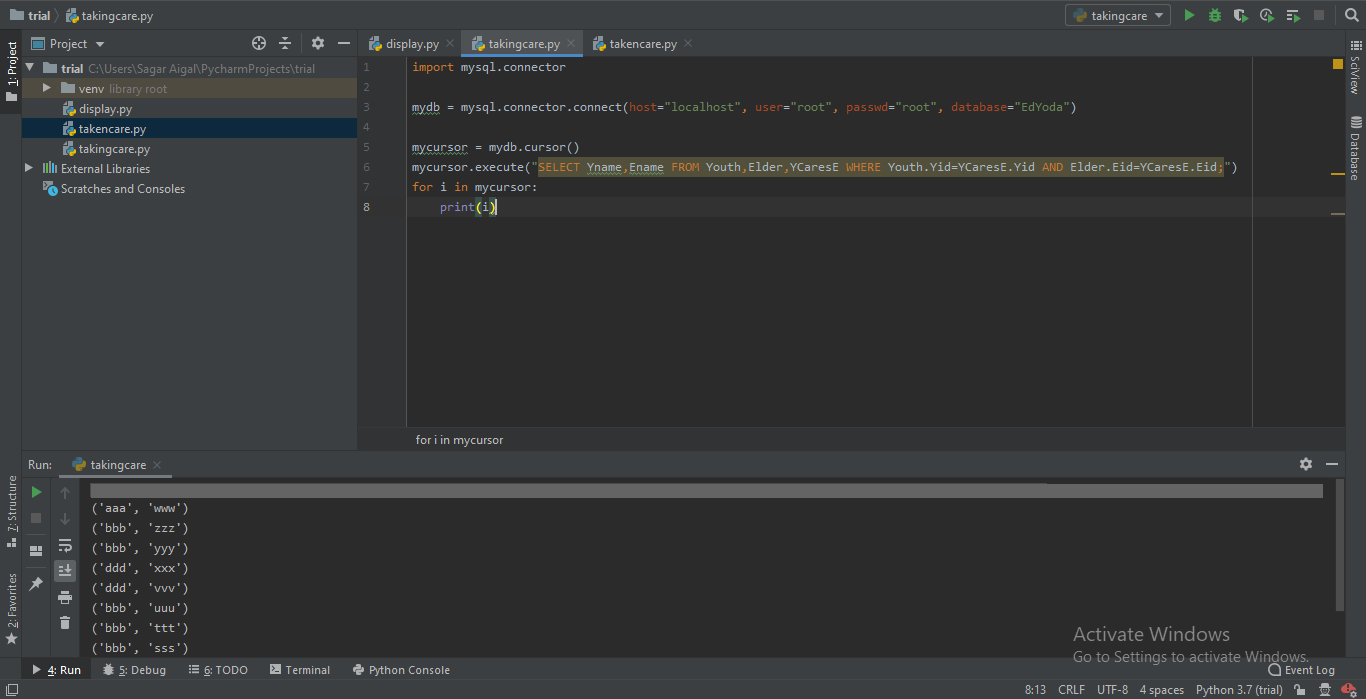 trial takingcare.py takingcare
1: Project
Project
display.py takingcare.py takencare.py
trial C:\Users\Sagar Aigal\PycharmProjects\trial
venv library root
display.py
takencare.py
takingcare.py
External Libraries
Scratches and Consoles
1 import mysql.connector
2
3 mydb = mysql.connector.connect(host="localhost", user="root", passwd="root", database="EdYoda")
4
5 mycursor = mydb.cursor()
6 mycursor.execute("SELECT Yname,Ename FROM Youth,Elder,YCaresE WHERE Youth.Yid=YCaresE.Yid AND Elder.Eid=YCaresE.Eid;")
7 for i in mycursor:
8 print(i)
for i in mycursor
SciView
Database
Run: takingcare
('aaa', 'www')
('bbb', 'zzz')
('bbb', 'yyy')
('ddd', 'xxx')
('ddd', 'vvv')
('bbb', 'uuu')
('bbb', 'ttt')
('bbb', 'sss')
7: Structure
2: Favorites
Activate Windows
Go to Settings to activate Windows.
4: Run 5: Debug 6: TODO Terminal Python Console Event Log
8:13 CRLF UTF-8 4 spaces Python 3.7 (trial)